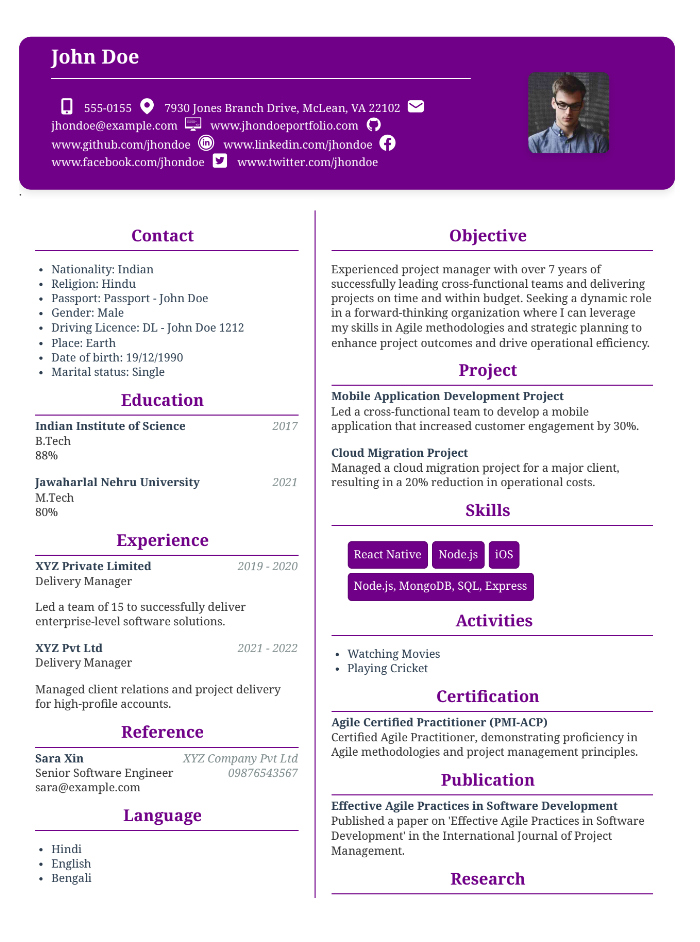 John Doe
555-0155 7930 Jones Branch Drive, McLean, VA 22102
jhondoe@example.com www.jhondoeportfolio.com
www.github.com/jhondoe www.linkedin.com/jhondoe
www.facebook.com/jhondoe www.twitter.com/jhondoe
.
Contact
• Nationality: Indian
• Religion: Hindu
• Passport: Passport - John Doe
• Gender: Male
• Driving Licence: DL - John Doe 1212
• Place: Earth
• Date of birth: 19/12/1990
• Marital status: Single
Education
Indian Institute of Science 2017
B.Tech
88%
Jawaharlal Nehru University 2021
M.Tech
80%
Experience
XYZ Private Limited 2019 - 2020
Delivery Manager
Led a team of 15 to successfully deliver
enterprise-level software solutions.
XYZ Pvt Ltd 2021 - 2022
Delivery Manager
Managed client relations and project delivery
for high-profile accounts.
Reference
Sara Xin XYZ Company Pvt Ltd
Senior Software Engineer 09876543567
sara@example.com
Language
• Hindi
• English
• Bengali
Objective
Experienced project manager with over 7 years of
successfully leading cross-functional teams and delivering
projects on time and within budget. Seeking a dynamic role
in a forward-thinking organization where I can leverage
my skills in Agile methodologies and strategic planning to
enhance project outcomes and drive operational efficiency.
Project
Mobile Application Development Project
Led a cross-functional team to develop a mobile
application that increased customer engagement by 30%.
Cloud Migration Project
Managed a cloud migration project for a major client,
resulting in a 20% reduction in operational costs.
Skills
React Native Node.js iOS
Node.js, MongoDB, SQL, Express
Activities
• Watching Movies
• Playing Cricket
Certification
Agile Certified Practitioner (PMI-ACP)
Certified Agile Practitioner, demonstrating proficiency in
Agile methodologies and project management principles.
Publication
Effective Agile Practices in Software Development
Published a paper on 'Effective Agile Practices in Software
Development' in the International Journal of Project
Management.
Research